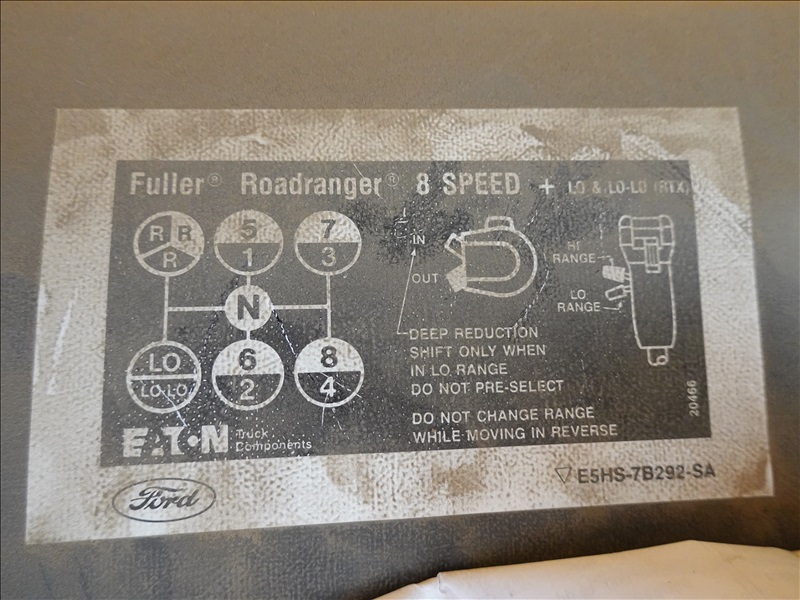 Fuller® Roadranger® 8 SPEED + LO & LO-LO (RTX)
R R R
5
1
7
3
N
LO
LO-LO
6
2
8
4
IN
OUT
HI
RANGE
LO
RANGE
DEEP REDUCTION
SHIFT ONLY WHEN
IN LO RANGE
DO NOT PRE-SELECT
DO NOT CHANGE RANGE
WHILE MOVING IN REVERSE
20466
EATON Truck
Components
Ford
E5HS-7B292-SA